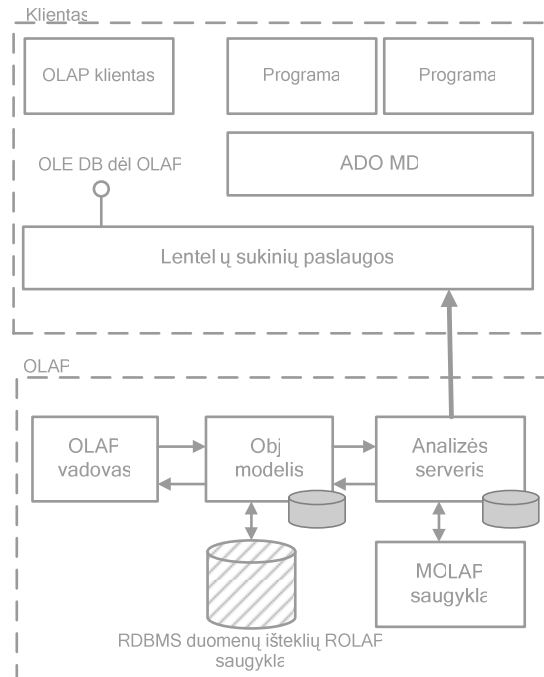 Klientas
OLAP klientas
Programa
Programa
OLE DB dėl OLAP
ADO MD
Lentelų sukinių paslaugos
OLAP
OLAP
vadovas
Obj
modelis
Analizės
serveris
MOLAP
saugykla
RDBMS duomenų išteklių ROLAP
saugykla